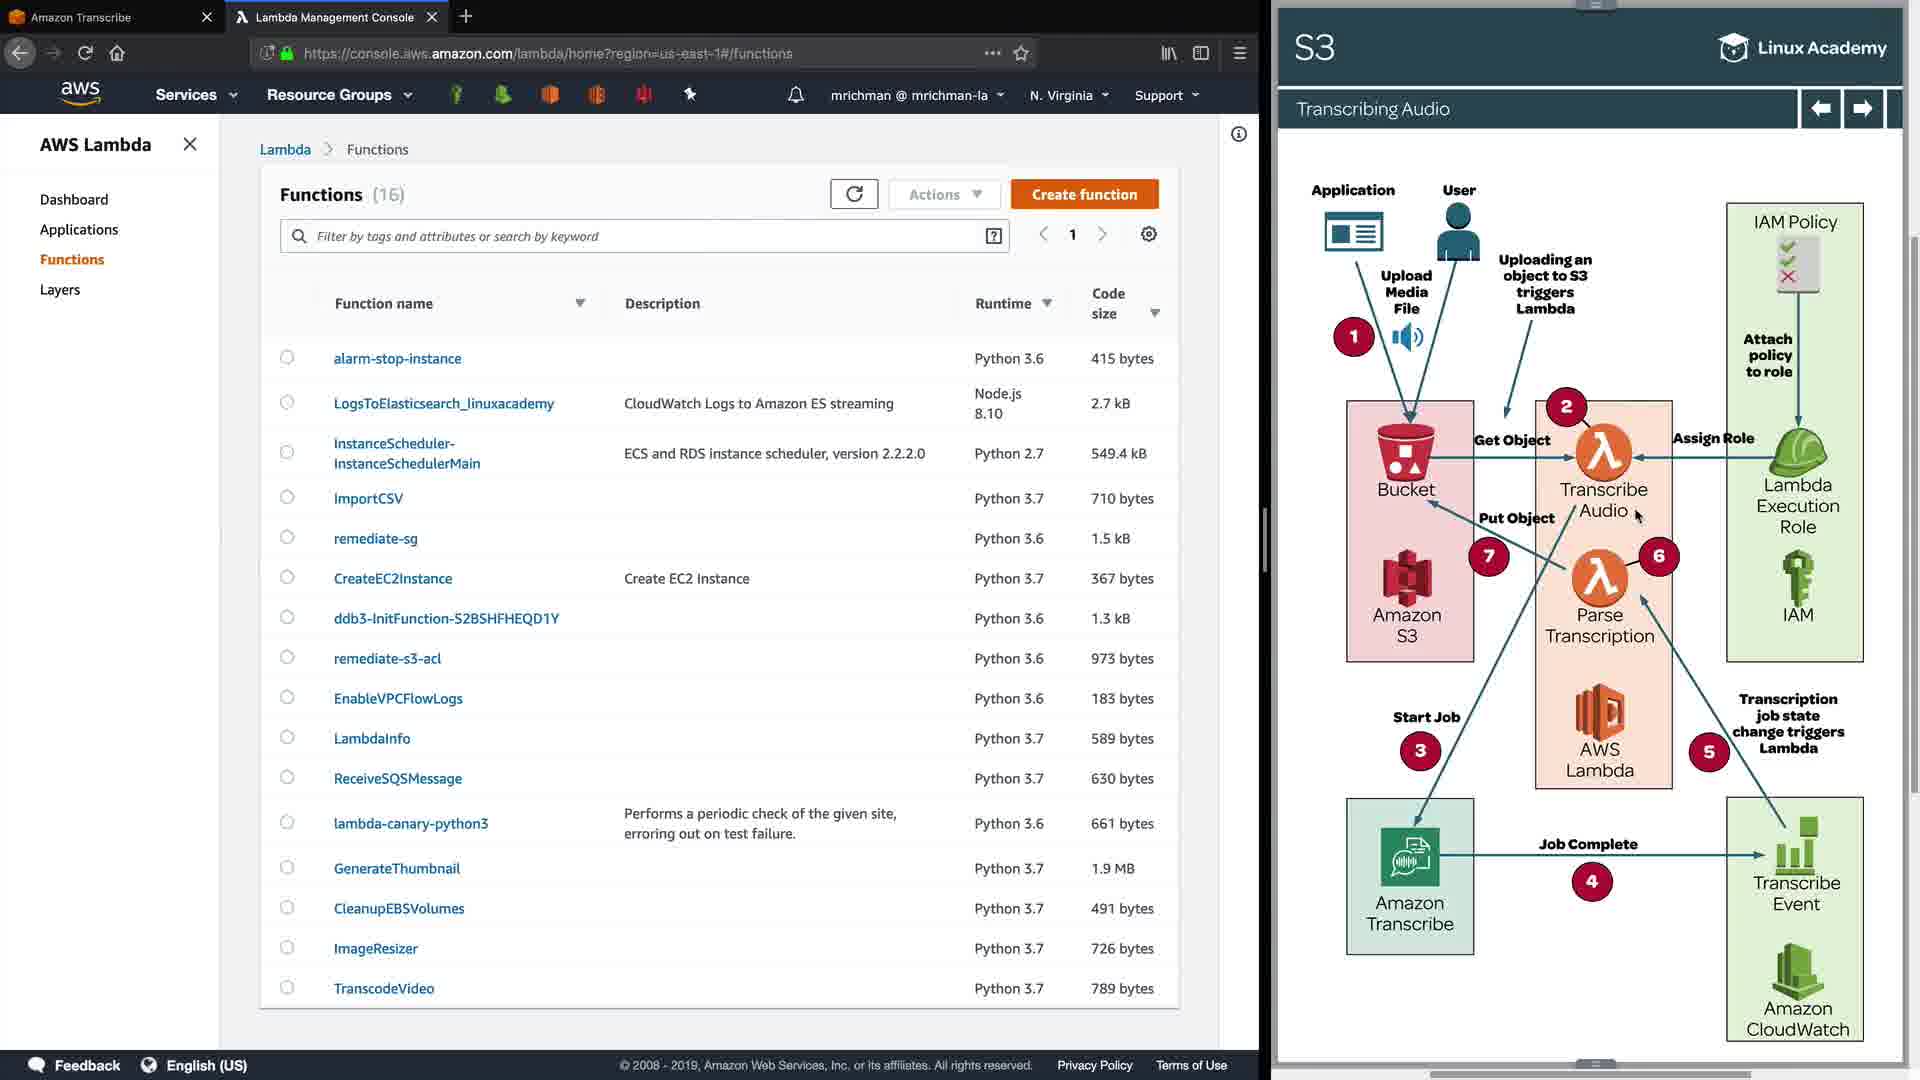 Amazon Transcribe
Lambda Management Console
https://console.aws.amazon.com/lambda/home?region=us-east-1#/functions
aws
Services
Resource Groups
mrichman @ mrichman-la
N. Virginia
Support
AWS Lambda
Dashboard
Applications
Functions
Layers
Lambda > Functions
Functions (16)
Actions
Create function
Filter by tags and attributes or search by keyword
1
Function name Description Runtime Code size
alarm-stop-instance Python 3.6 415 bytes
LogsToElasticsearch_linuxacademy CloudWatch Logs to Amazon ES streaming Node.js 8.10 2.7 kB
InstanceScheduler-
InstanceSchedulerMain ECS and RDS instance scheduler, version 2.2.2.0 Python 2.7 549.4 kB
ImportCSV Python 3.7 710 bytes
remediate-sg Python 3.6 1.5 kB
CreateEC2Instance Create EC2 Instance Python 3.7 367 bytes
ddb3-InitFunction-S2BSHFHEQD1Y Python 3.6 1.3 kB
remediate-s3-acl Python 3.6 973 bytes
EnableVPCFlowLogs Python 3.6 183 bytes
LambdaInfo Python 3.7 589 bytes
ReceiveSQSMessage Python 3.7 630 bytes
lambda-canary-python3 Performs a periodic check of the given site,
erroring out on test failure. Python 3.6 661 bytes
GenerateThumbnail Python 3.7 1.9 MB
CleanupEBSVolumes Python 3.7 491 bytes
ImageResizer Python 3.7 726 bytes
TranscodeVideo Python 3.7 789 bytes
Feedback
English (US)
© 2008 - 2019, Amazon Web Services, Inc. or its affiliates. All rights reserved.
Privacy Policy
Terms of Use
S3
Linux Academy
Transcribing Audio
Application
User
Upload
Media
File
1
Uploading an
object to S3
triggers
Lambda
IAM Policy
Attach
policy
to role
2
Get Object
Assign Role
Bucket
Transcribe
Audio
Lambda
Execution
Role
Put Object
7
6
Amazon
S3
Parse
Transcription
IAM
Start Job
3
AWS
Lambda
Transcription
job state
change triggers
Lambda
5
Job Complete
4
Amazon
Transcribe
Transcribe
Event
Amazon
CloudWatch